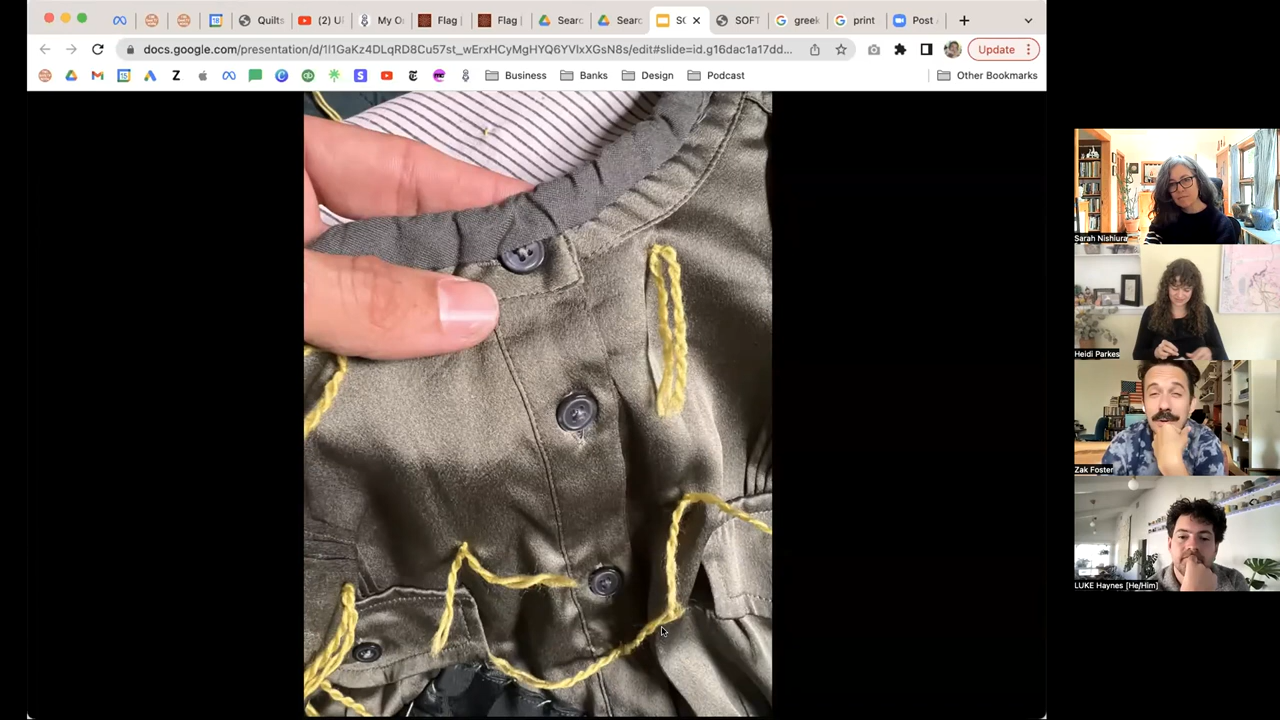 Quilts
(2) U
My O
Flag |
Flag |
Searc
Searc
SC
SOFT
greek
print
Post
docs.google.com/presentation/d/1l1GaKz4DLqRD8Cu57st_wErxHCyMgHYQ6YVlxXGsN8s/edit#slide=id.g16dac1a17dd...
Update
Business
Banks
Design
Podcast
Other Bookmarks
Sarah Nishiura
Heidi Parkes
Zak Foster
LUKE Haynes [He/Him]